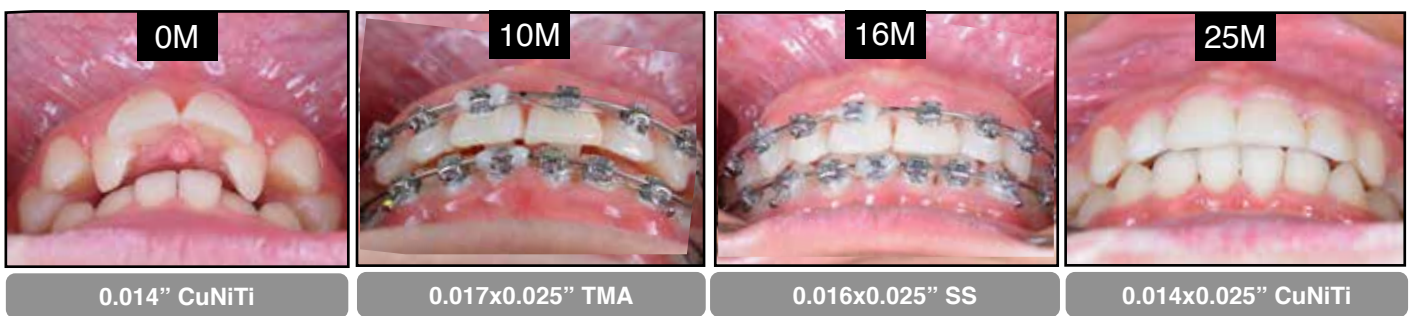 0M
10M
16M
25M
0.014” CuNiTi
0.017x0.025” TMA
0.016x0.025” SS
0.014x0.025” CuNiTi